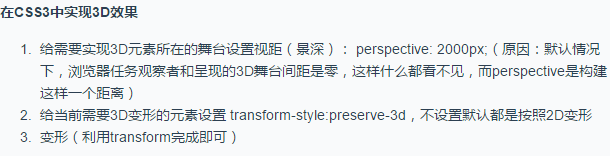 在CSS3中实现3D效果
1. 给需要实现3D元素所在的舞台设置视距（景深）： perspective: 2000px;（原因：默认情况
下，浏览器任务观察者和呈现的3D舞台间距是零，这样什么都看不见，而perspective是构建
这样一个距离）
2. 给当前需要3D变形的元素设置 transform-style:preserve-3d，不设置默认都是按照2D变形
3. 变形（利用transform完成即可）